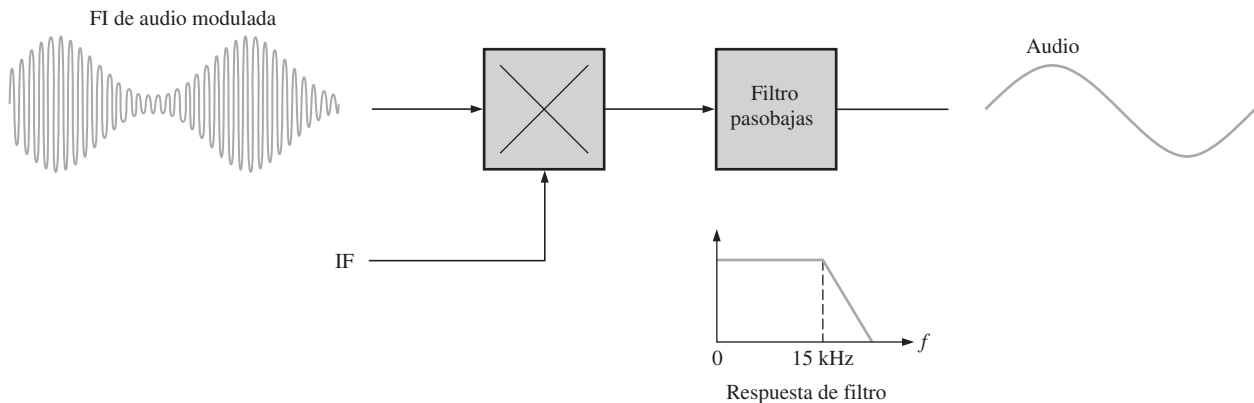 FI de audio modulada
Audio
Filtro
pasobajas
IF
f
0
15 kHz
Respuesta de filtro